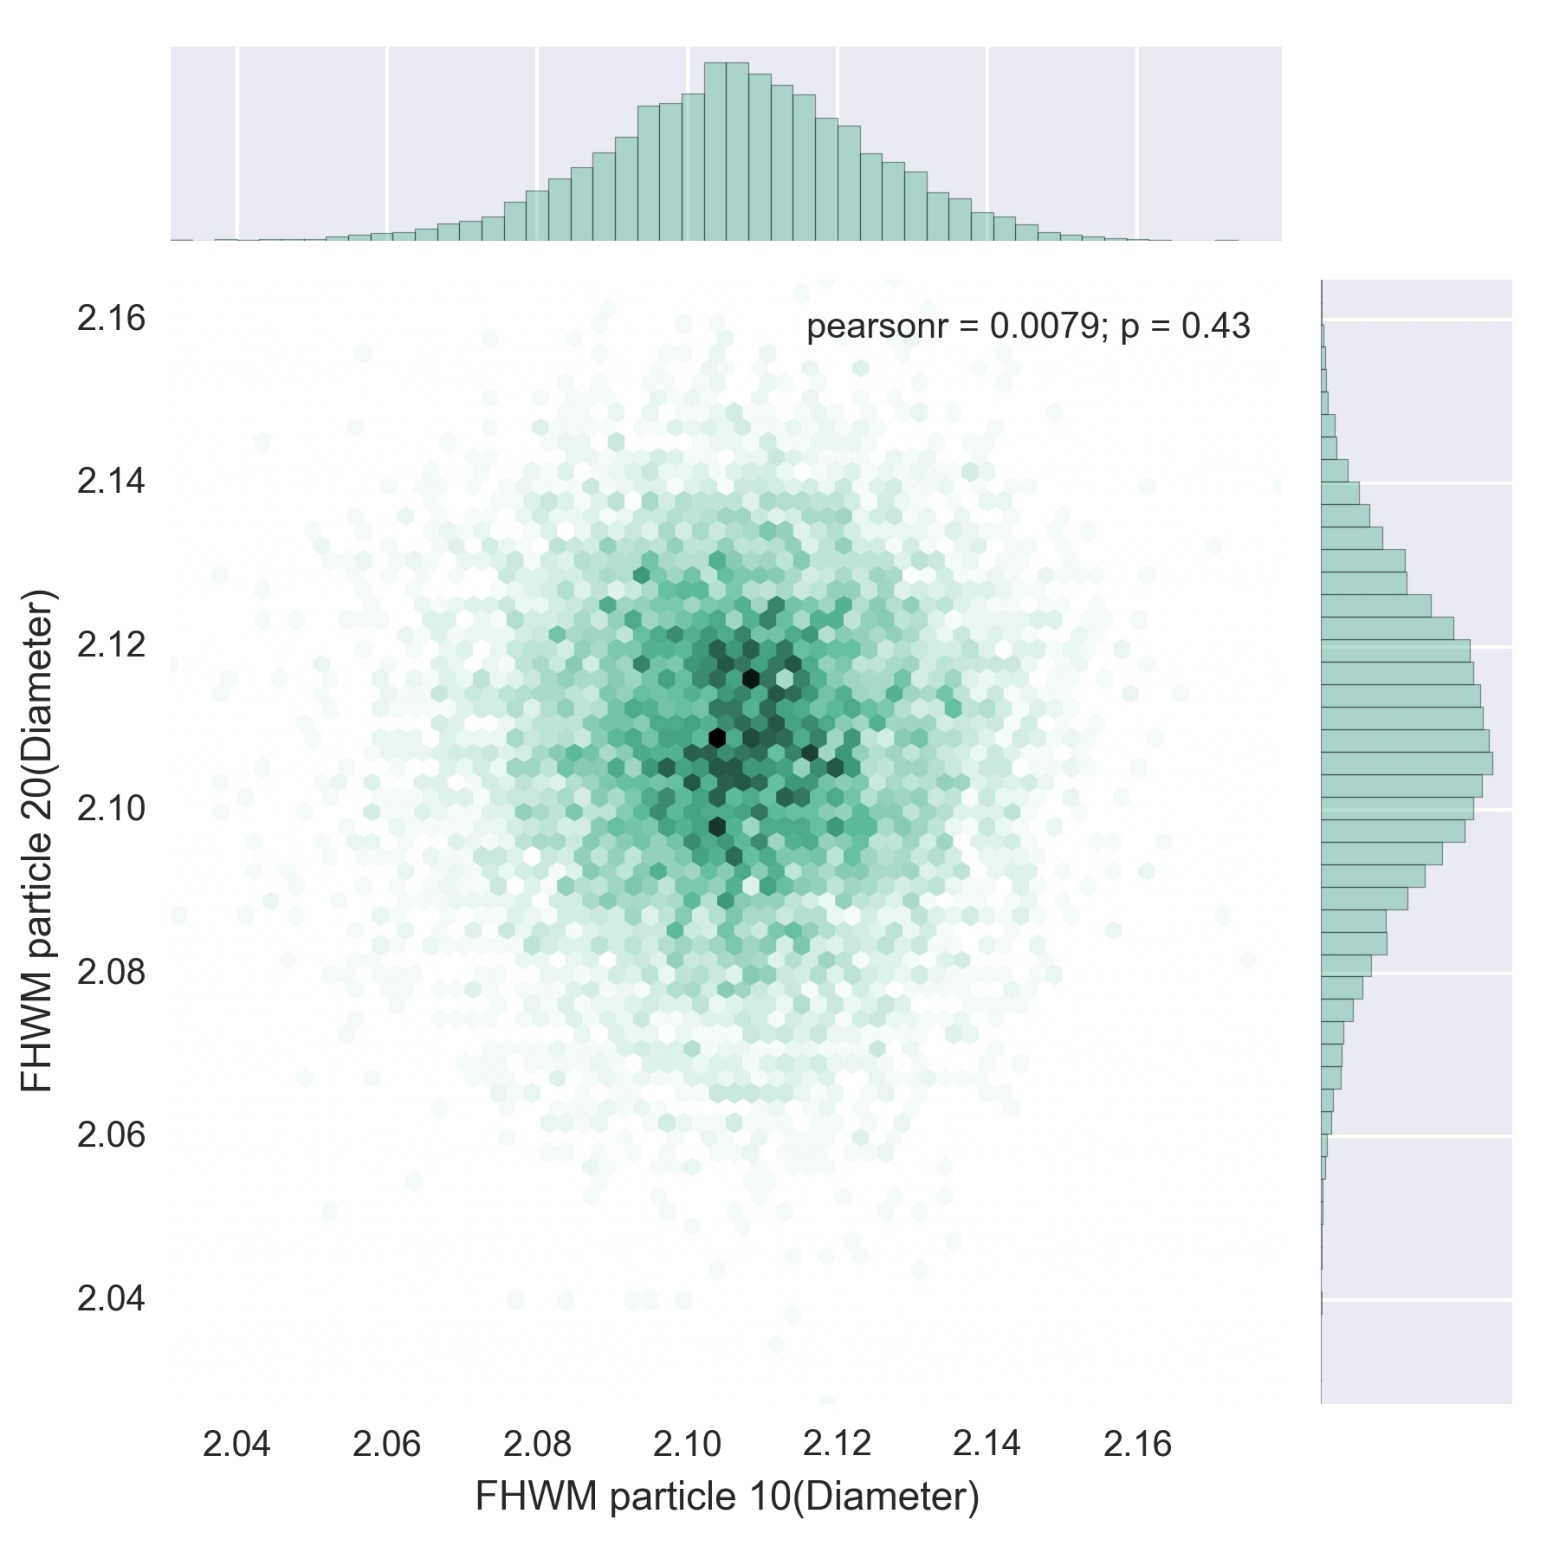 pearsonr = 0.0079; p = 0.43
2.16
2.14
2.12
2.10
2.08
2.06
2.04
FHWM particle 20(Diameter)
2.04 2.06 2.08 2.10 2.12 2.14 2.16
FHWM particle 10(Diameter)